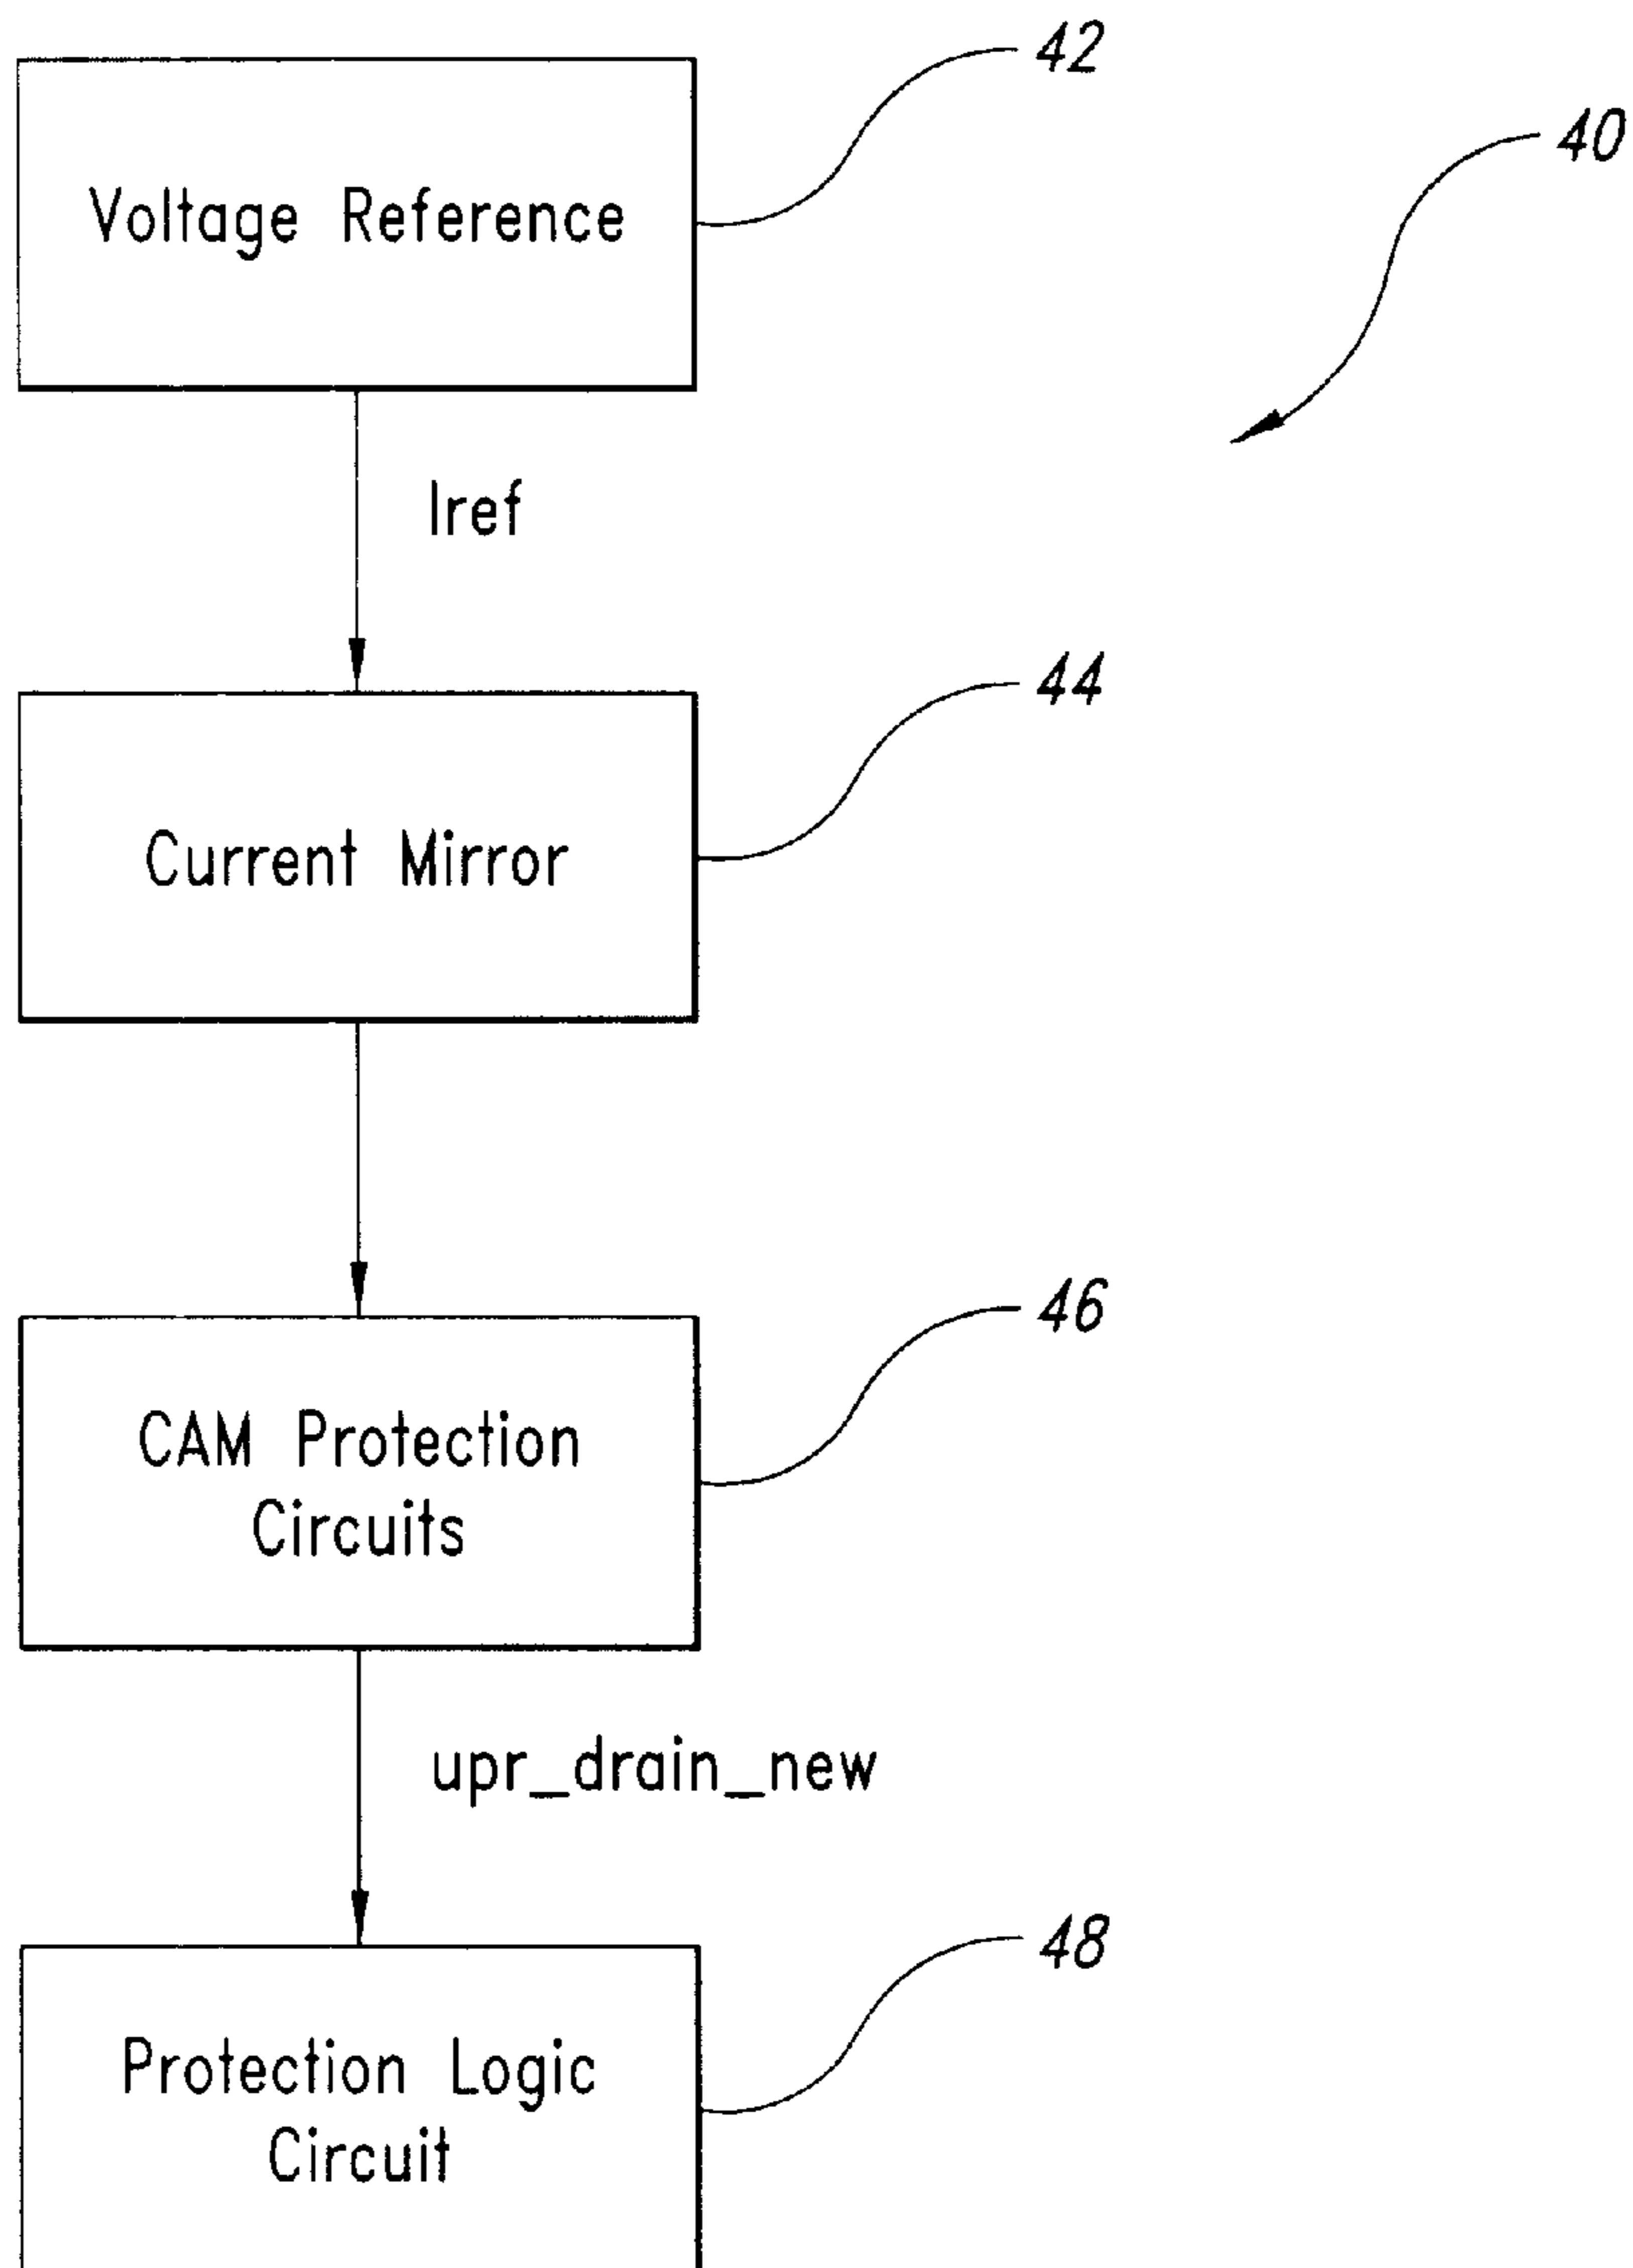 42
40
Voltage Reference
Iref
44
Current Mirror
46
CAM Protection
Circuits
upr_drain_new
48
Protection Logic
Circuit